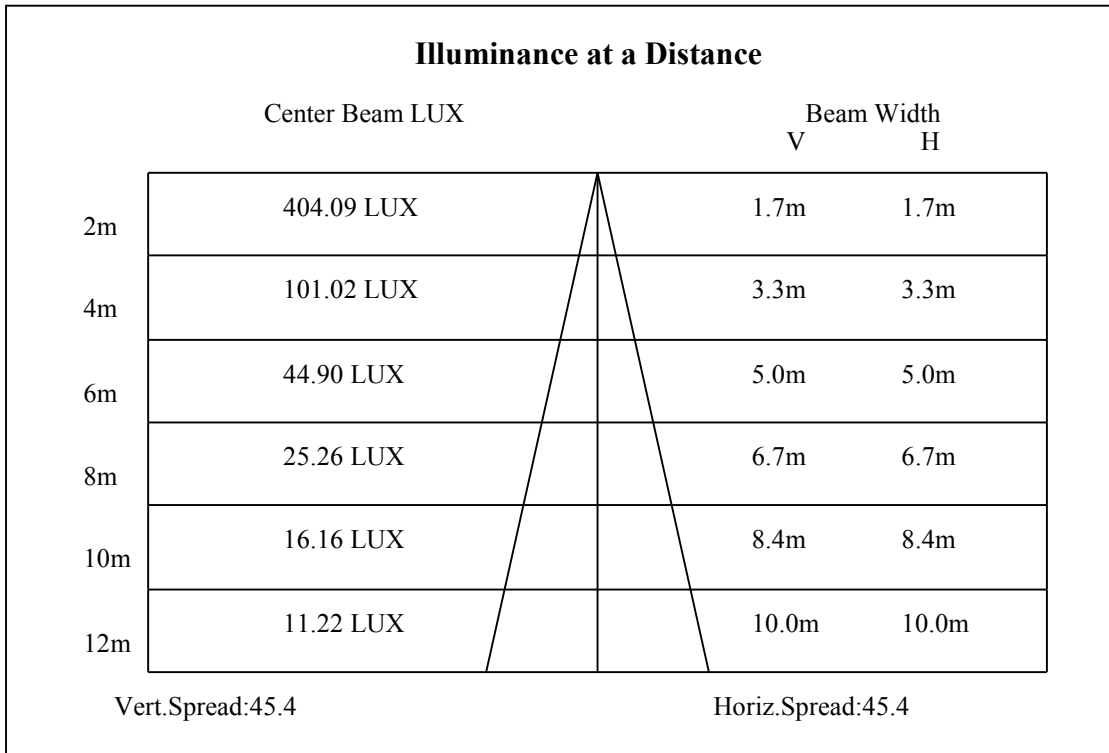 Illuminance at a Distance
Center Beam LUX Beam Width
V H
2m 404.09 LUX 1.7m 1.7m
4m 101.02 LUX 3.3m 3.3m
6m 44.90 LUX 5.0m 5.0m
8m 25.26 LUX 6.7m 6.7m
10m 16.16 LUX 8.4m 8.4m
12m 11.22 LUX 10.0m 10.0m
Vert.Spread:45.4 Horiz.Spread:45.4